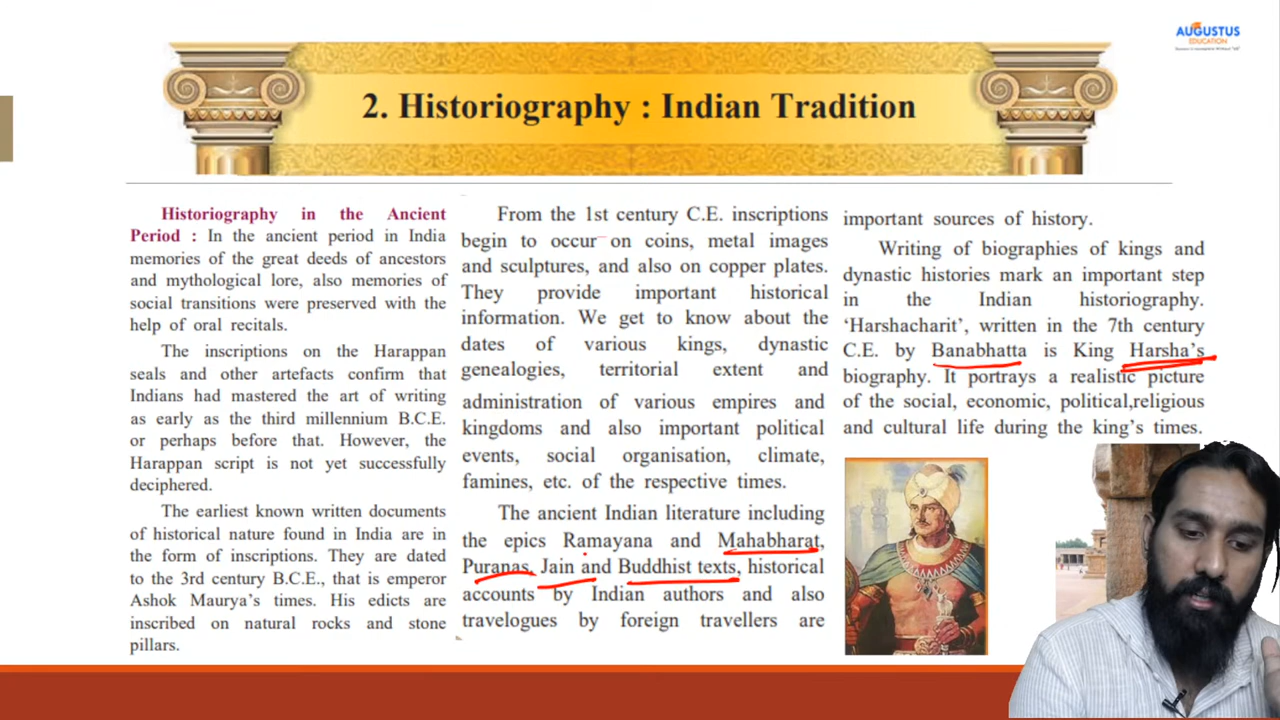 AUGUSTUS
EDUCATION
2. Historiography : Indian Tradition
Historiography in the Ancient
Period : In the ancient period in India
memories of the great deeds of ancestors
and mythological lore, also memories of
social transitions were preserved with the
help of oral recitals.
The inscriptions on the Harappan
seals and other artefacts confirm that
Indians had mastered the art of writing
as early as the third millennium B.C.E.
or perhaps before that. However, the
Harappan script is not yet successfully
deciphered.
The earliest known written documents
of historical nature found in India are in
the form of inscriptions. They are dated
to the 3rd century B.C.E., that is emperor
Ashok Maurya's times. His edicts are
inscribed on natural rocks and stone
pillars.
From the 1st century C.E. inscriptions
begin to occur on coins, metal images
and sculptures, and also on copper plates.
They provide important historical
information. We get to know about the
dates of various kings, dynastic
genealogies, territorial extent and
administration of various empires and
kingdoms and also important political
events, social organisation, climate,
famines, etc. of the respective times.
The ancient Indian literature including
the epics Ramayana and Mahabharat,
Puranas, Jain and Buddhist texts, historical
accounts by Indian authors and also
travelogues by foreign travellers are
important sources of history.
Writing of biographies of kings and
dynastic histories mark an important step
in the Indian historiography.
‘Harshacharit’, written in the 7th century
C.E. by Banabhatta is King Harsha's
biography. It portrays a realistic picture
of the social, economic, political,religious
and cultural life during the king's times.